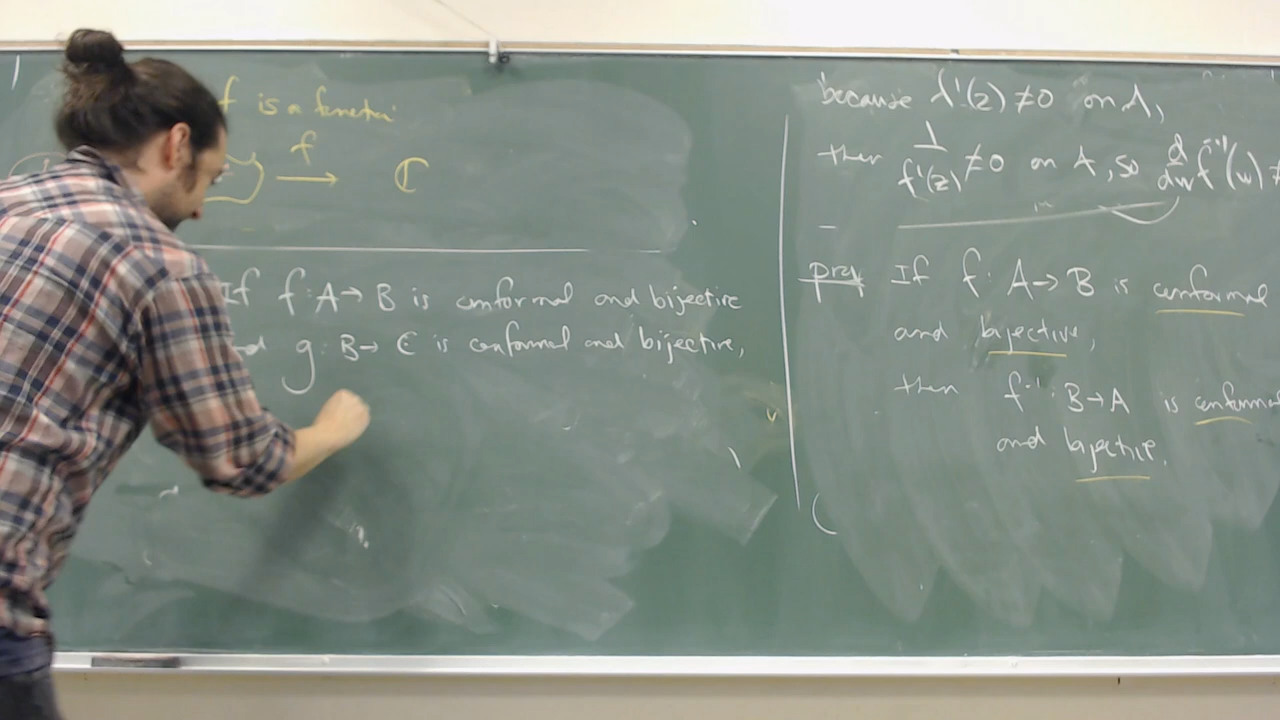 f is a function
f
→ ℂ
If f: A → B is conformal and bijective
g: B → C is conformal and bijective,
because f'(z) ≠ 0 on A,
then 1/f'(z) ≠ 0 on A, so d/dw f⁻¹(w) ≠
prop If f: A → B is conformal
and bijective,
then f⁻¹: B → A is conformal
and bijective.